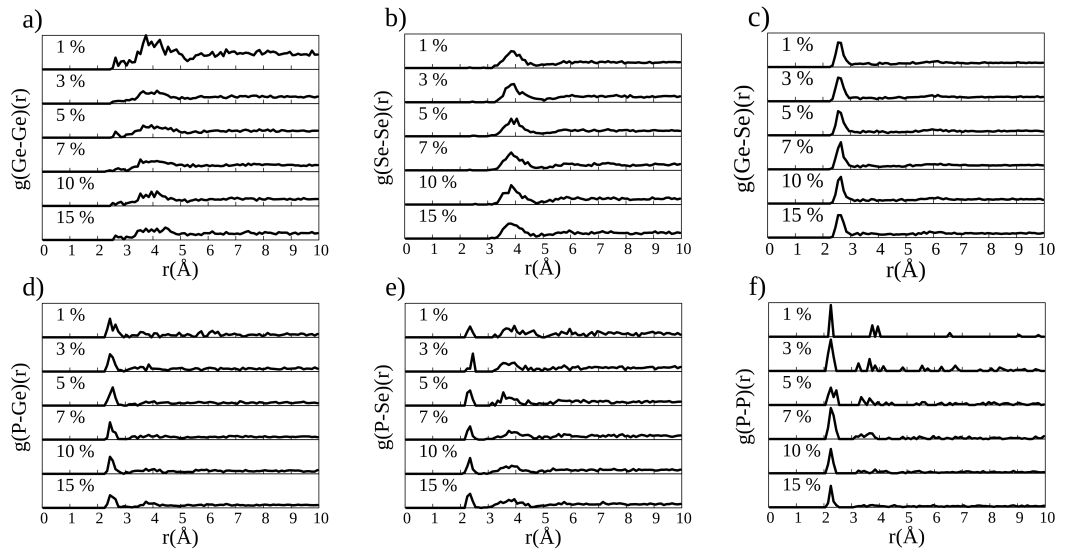 a)
1 %
3 %
5 %
7 %
10 %
15 %
g(Ge-Ge)(r)
0 1 2 3 4 5 6 7 8 9 10
r(Å)
b)
1 %
3 %
5 %
7 %
10 %
15 %
g(Se-Se)(r)
0 1 2 3 4 5 6 7 8 9 10
r(Å)
c)
1 %
3 %
5 %
7 %
10 %
15 %
g(Ge-Se)(r)
0 1 2 3 4 5 6 7 8 9 10
r(Å)
d)
1 %
3 %
5 %
7 %
10 %
15 %
g(P-Ge)(r)
0 1 2 3 4 5 6 7 8 9 10
r(Å)
e)
1 %
3 %
5 %
7 %
10 %
15 %
g(P-Se)(r)
0 1 2 3 4 5 6 7 8 9 10
r(Å)
f)
1 %
3 %
5 %
7 %
10 %
15 %
g(P-P)(r)
0 1 2 3 4 5 6 7 8 9 10
r(Å)